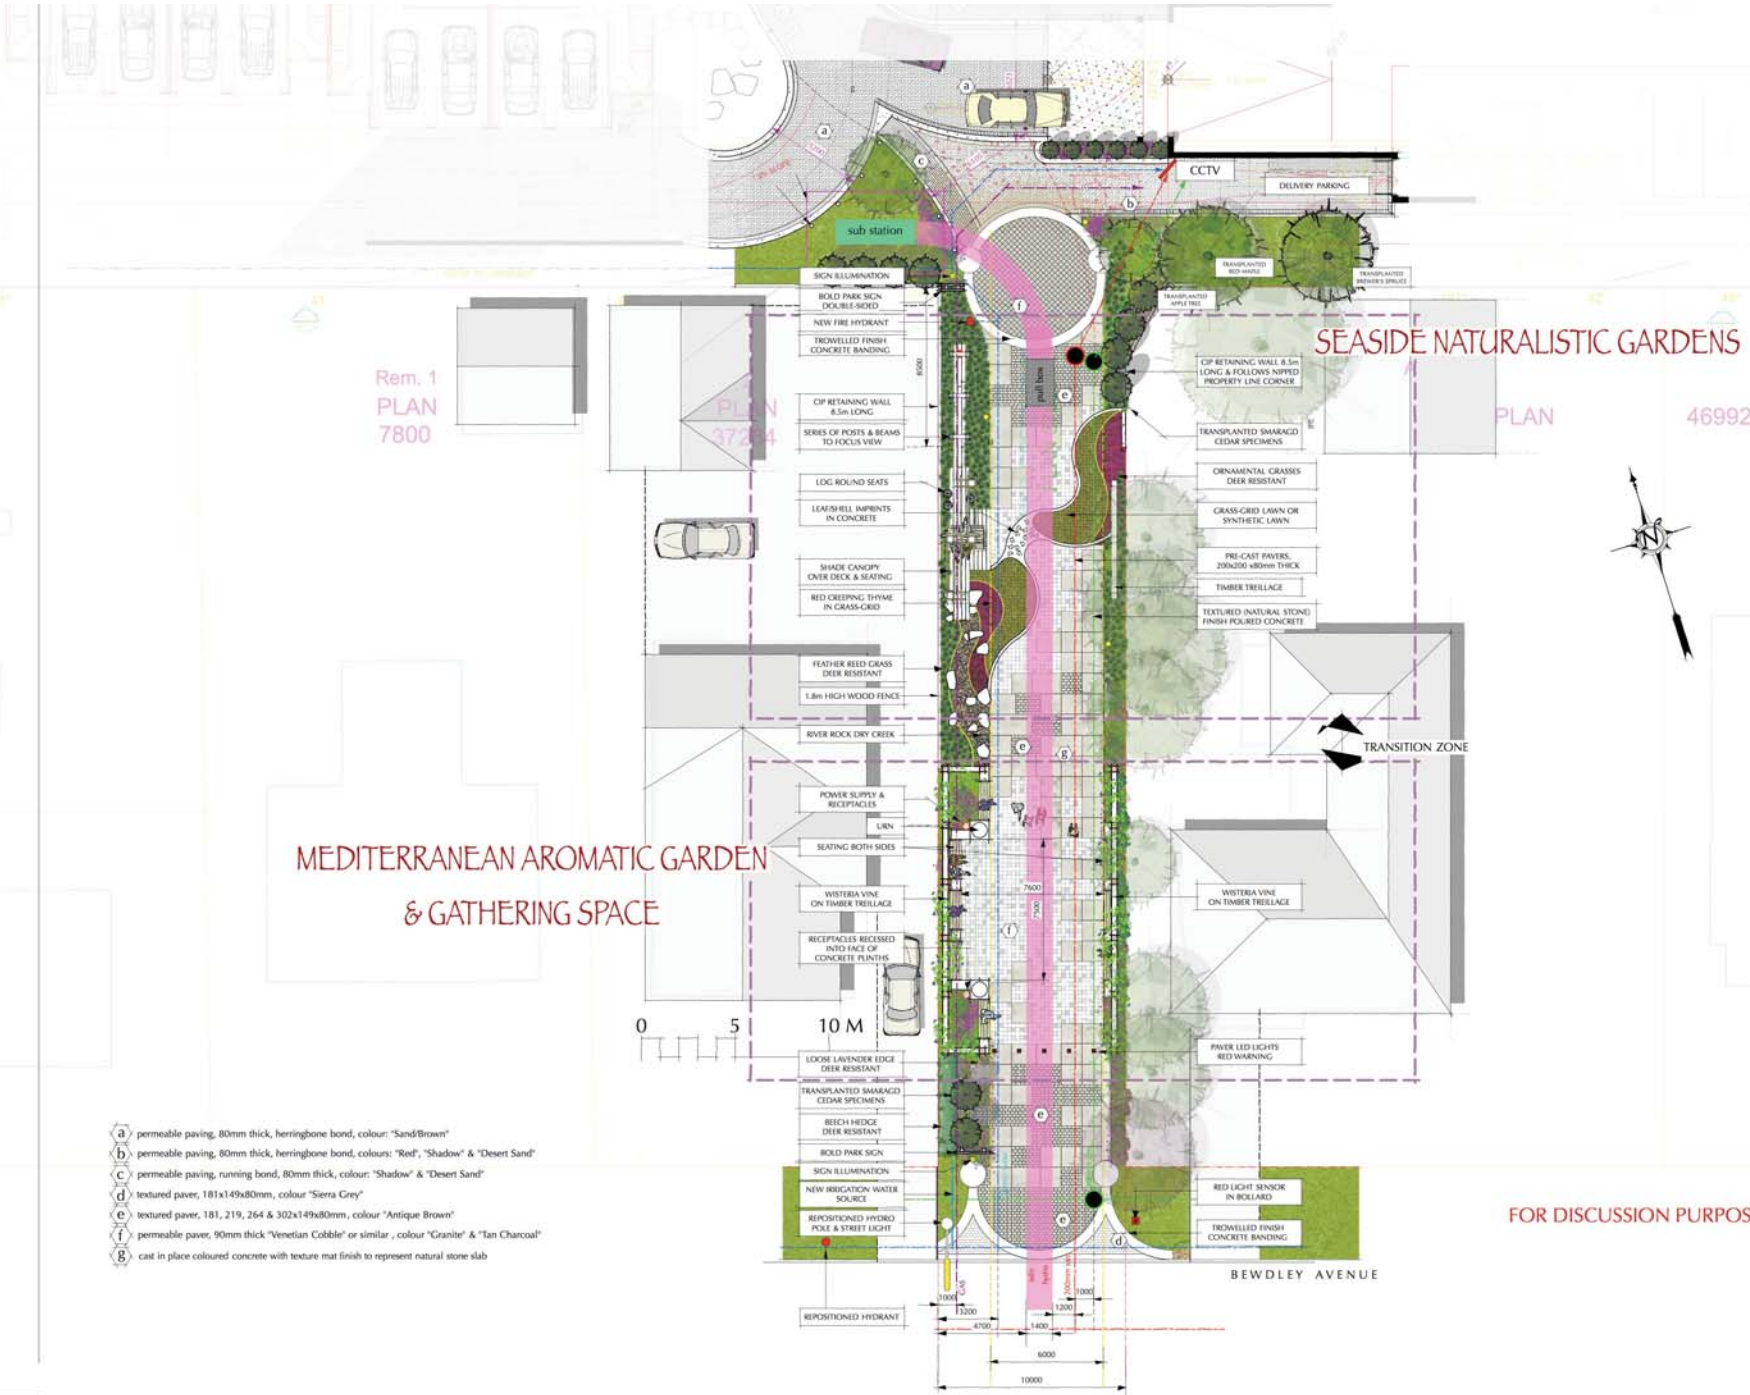 a
a
c
CCTV
DELIVERY PARKING
b
sub station
SIGN ILLUMINATION
BOLD PARK SIGN
DOUBLE-SIDED
NEW FIRE HYDRANT
TROWELLED FINISH
CONCRETE BANDING
TRANSPLANTED
RED MAPLE
TRANSPLANTED
BREWER'S SPRUCE
TRANSPLANTED
APPLE TREE
f
SEASIDE NATURALISTIC GARDENS
8500
pull box
e
CIP RETAINING WALL 8.5m
LONG & FOLLOWS NIPPED
PROPERTY LINE CORNER
Rem. 1
PLAN
7800
PLAN
37264
PLAN
46992
CIP RETAINING WALL
8.5m LONG
SERIES OF POSTS & BEAMS
TO FOCUS VIEW
TRANSPLANTED SMARAGD
CEDAR SPECIMENS
LOG ROUND SEATS
ORNAMENTAL GRASSES
DEER RESISTANT
LEAF/SHELL IMPRINTS
IN CONCRETE
GRASS-GRID LAWN OR
SYNTHETIC LAWN
N
SHADE CANOPY
OVER DECK & SEATING
PRE-CAST PAVERS,
200x200 x80mm THICK
RED CREEPING THYME
IN GRASS-GRID
TIMBER TREILLAGE
TEXTURED (NATURAL STONE)
FINISH POURED CONCRETE
FEATHER REED GRASS
DEER RESISTANT
1.8m HIGH WOOD FENCE
RIVER ROCK DRY CREEK
e
g
TRANSITION ZONE
POWER SUPPLY &
RECEPTACLES
URN
SEATING BOTH SIDES
MEDITERRANEAN AROMATIC GARDEN
& GATHERING SPACE
7600
7500
WISTERIA VINE
ON TIMBER TREILLAGE
WISTERIA VINE
ON TIMBER TREILLAGE
f
RECEPTACLES RECESSED
INTO FACE OF
CONCRETE PLINTHS
0 5 10 M
LOOSE LAVENDER EDGE
DEER RESISTANT
PAVER LED LIGHTS
RED WARNING
TRANSPLANTED SMARAGD
CEDAR SPECIMENS
e
BEECH HEDGE
DEER RESISTANT
BOLD PARK SIGN
SIGN ILLUMINATION
NEW IRRIGATION WATER
SOURCE
RED LIGHT SENSOR
IN BOLLARD
REPOSITIONED HYDRO
POLE & STREET LIGHT
e
TROWELLED FINISH
CONCRETE BANDING
d
FOR DISCUSSION PURPOS
BEWDLEY AVENUE
a permeable paving, 80mm thick, herringbone bond, colour: "Sand/Brown"
b permeable paving, 80mm thick, herringbone bond, colours: "Red", "Shadow" & "Desert Sand"
c permeable paving, running bond, 80mm thick, colour: "Shadow" & "Desert Sand"
d textured paver, 181x149x80mm, colour "Sierra Grey"
e textured paver, 181, 219, 264 & 302x149x80mm, colour "Antique Brown"
f permeable paver, 90mm thick "Venetian Cobble" or similar , colour "Granite" & "Tan Charcoal"
g cast in place coloured concrete with texture mat finish to represent natural stone slab
REPOSITIONED HYDRANT
GAS
1000
3200
4700
1400
1200
1000
6000
10000